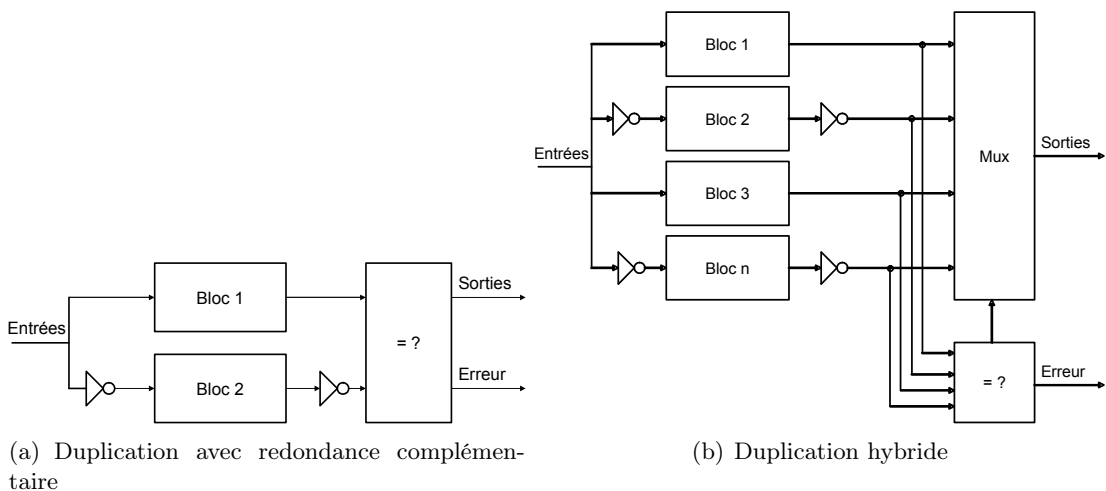 Entrées
Bloc 1
Bloc 2
= ?
Sorties
Erreur
(a) Duplication avec redondance complémen-
taire
Entrées
Bloc 1
Bloc 2
Bloc 3
Bloc n
Mux
Sorties
= ?
Erreur
(b) Duplication hybride